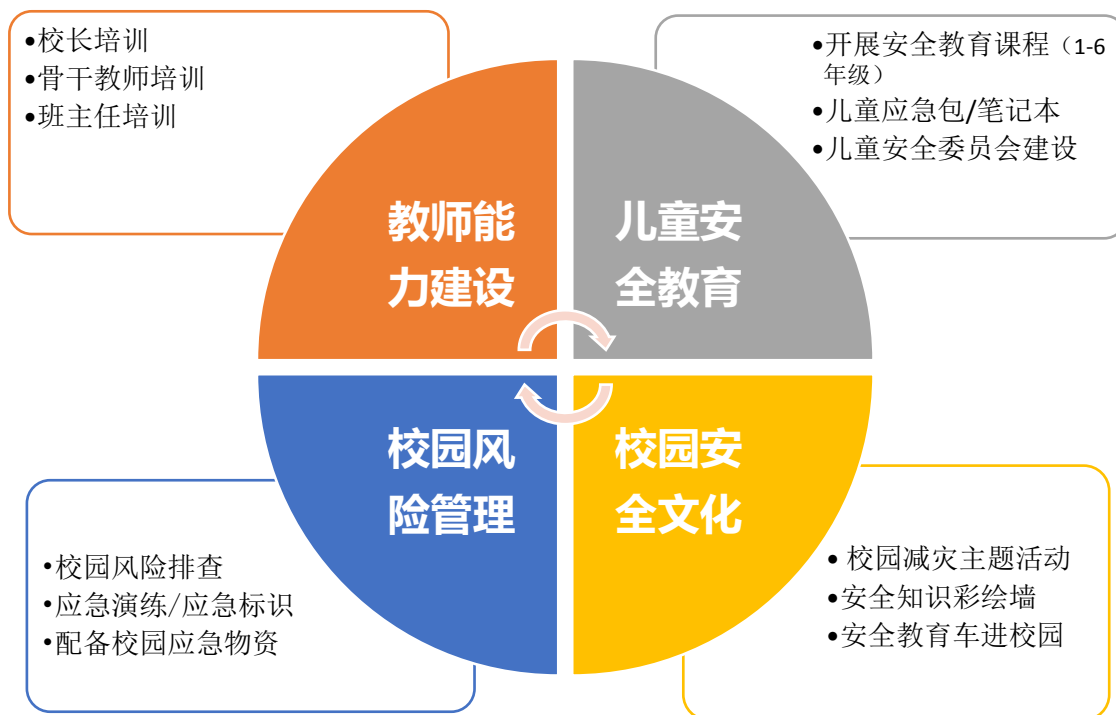 •校长培训
•骨干教师培训
•班主任培训
•开展安全教育课程（1-6
年级）
•儿童应急包/笔记本
•儿童安全委员会建设
教师能
力建设
儿童安
全教育
校园风
险管理
校园安
全文化
•校园风险排查
•应急演练/应急标识
•配备校园应急物资
• 校园减灾主题活动
•安全知识彩绘墙
•安全教育车进校园